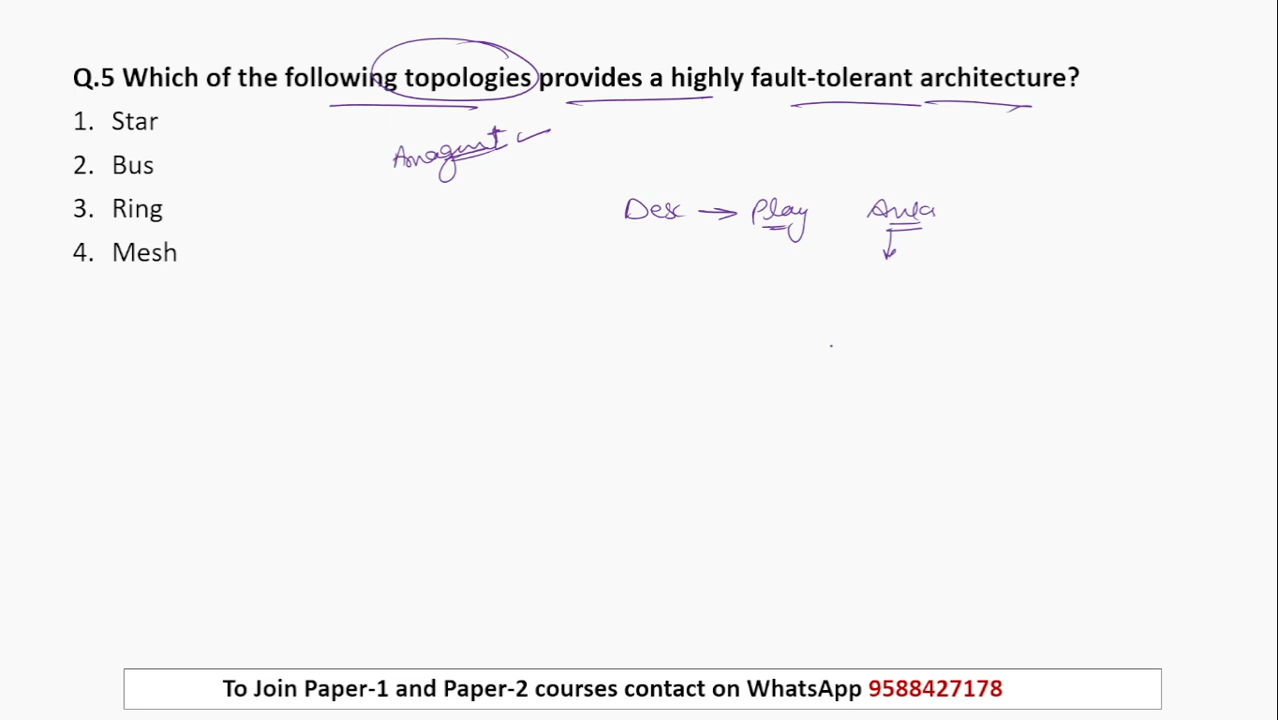 Q.5 Which of the following topologies provides a highly fault-tolerant architecture?
1. Star
2. Bus
3. Ring
4. Mesh
Desc → Play Area
To Join Paper-1 and Paper-2 courses contact on WhatsApp 9588427178